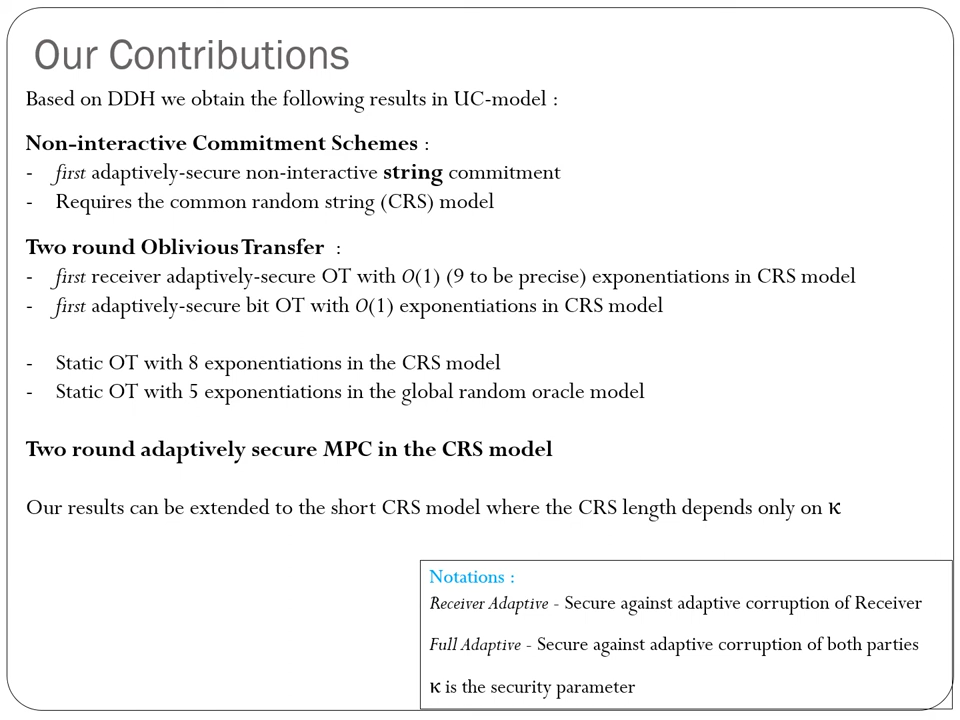 Our Contributions
Based on DDH we obtain the following results in UC-model :
Non-interactive Commitment Schemes :
- first adaptively-secure non-interactive string commitment
- Requires the common random string (CRS) model
Two round Oblivious Transfer :
- first receiver adaptively-secure OT with O(1) (9 to be precise) exponentiations in CRS model
- first adaptively-secure bit OT with O(1) exponentiations in CRS model
- Static OT with 8 exponentiations in the CRS model
- Static OT with 5 exponentiations in the global random oracle model
Two round adaptively secure MPC in the CRS model
Our results can be extended to the short CRS model where the CRS length depends only on κ
Notations :
Receiver Adaptive - Secure against adaptive corruption of Receiver
Full Adaptive - Secure against adaptive corruption of both parties
κ is the security parameter